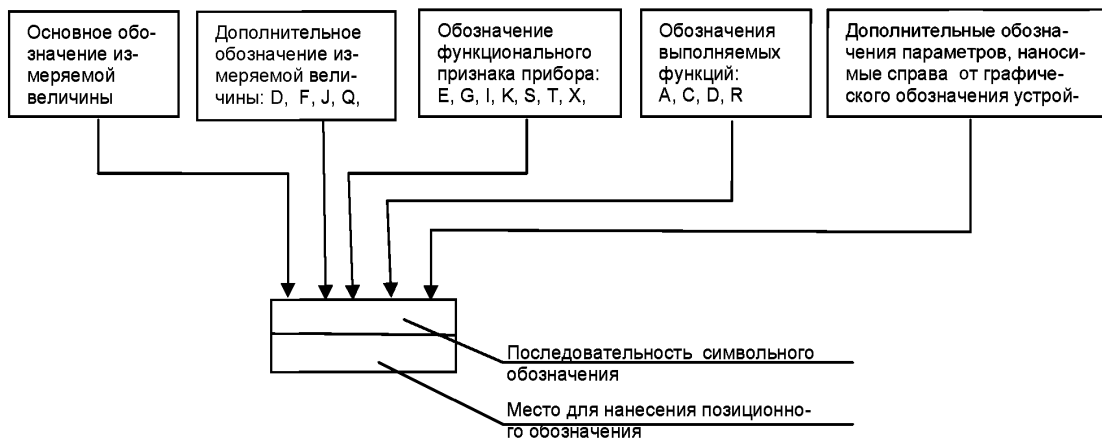 Основное обо-
значение из-
меряемой
величины
Дополнительное
обозначение из-
меряемой вели-
чины: D, F, J, Q,
Обозначение
функционального
признака прибора:
E, G, I, K, S, T, X,
Обозначения
выполняемых
функций:
A, C, D, R
Дополнительные обозна-
чения параметров, наноси-
мые справа от графиче-
ского обозначения устрой-
Последовательность символьного
обозначения
Место для нанесения позиционно-
го обозначения